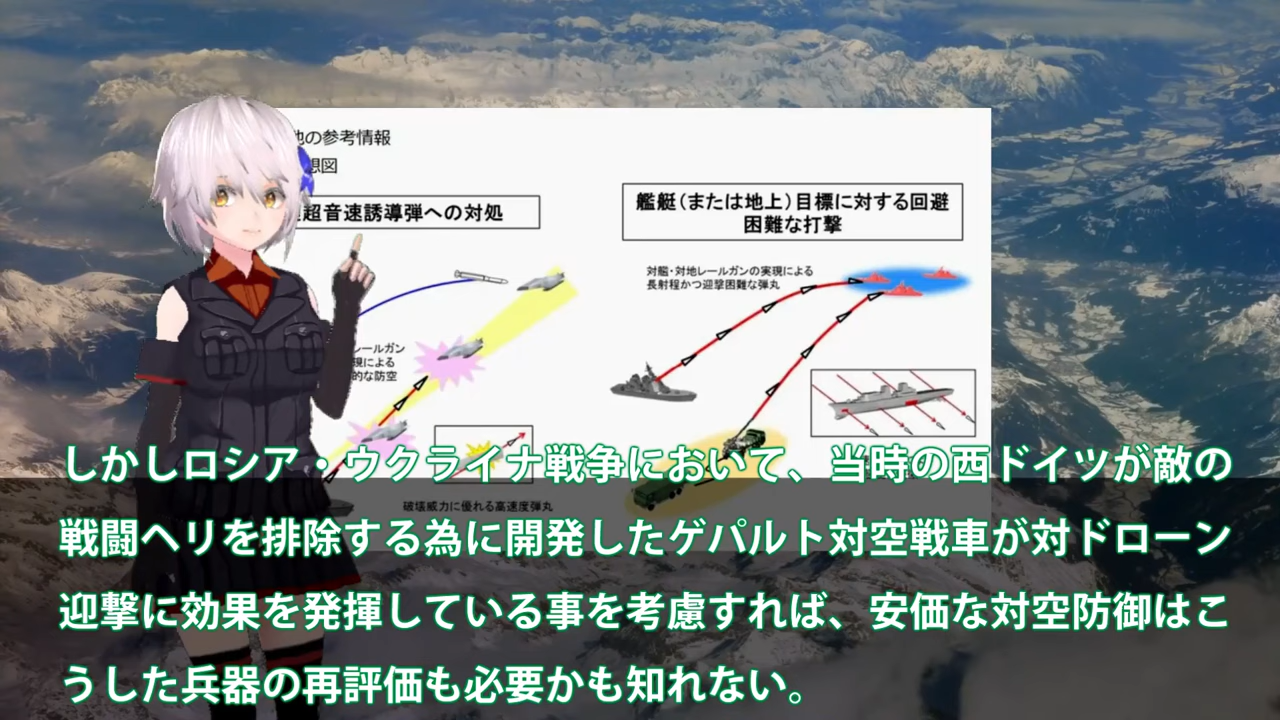 他の参考情報
想図
超音速誘導弾への対処
艦艇(または地上)目標に対する回避
困難な打撃
対艦・対地レールガンの実現による
長射程かつ迎撃困難な弾丸
レールガン
現による
的な防空
破壊威力に優れる高速度弾丸
しかしロシア・ウクライナ戦争において、当時の西ドイツが敵の
戦闘ヘリを排除する為に開発したゲパルト対空戦車が対ドローン
迎撃に効果を発揮している事を考慮すれば、安価な対空防御はこ
うした兵器の再評価も必要かも知れない。